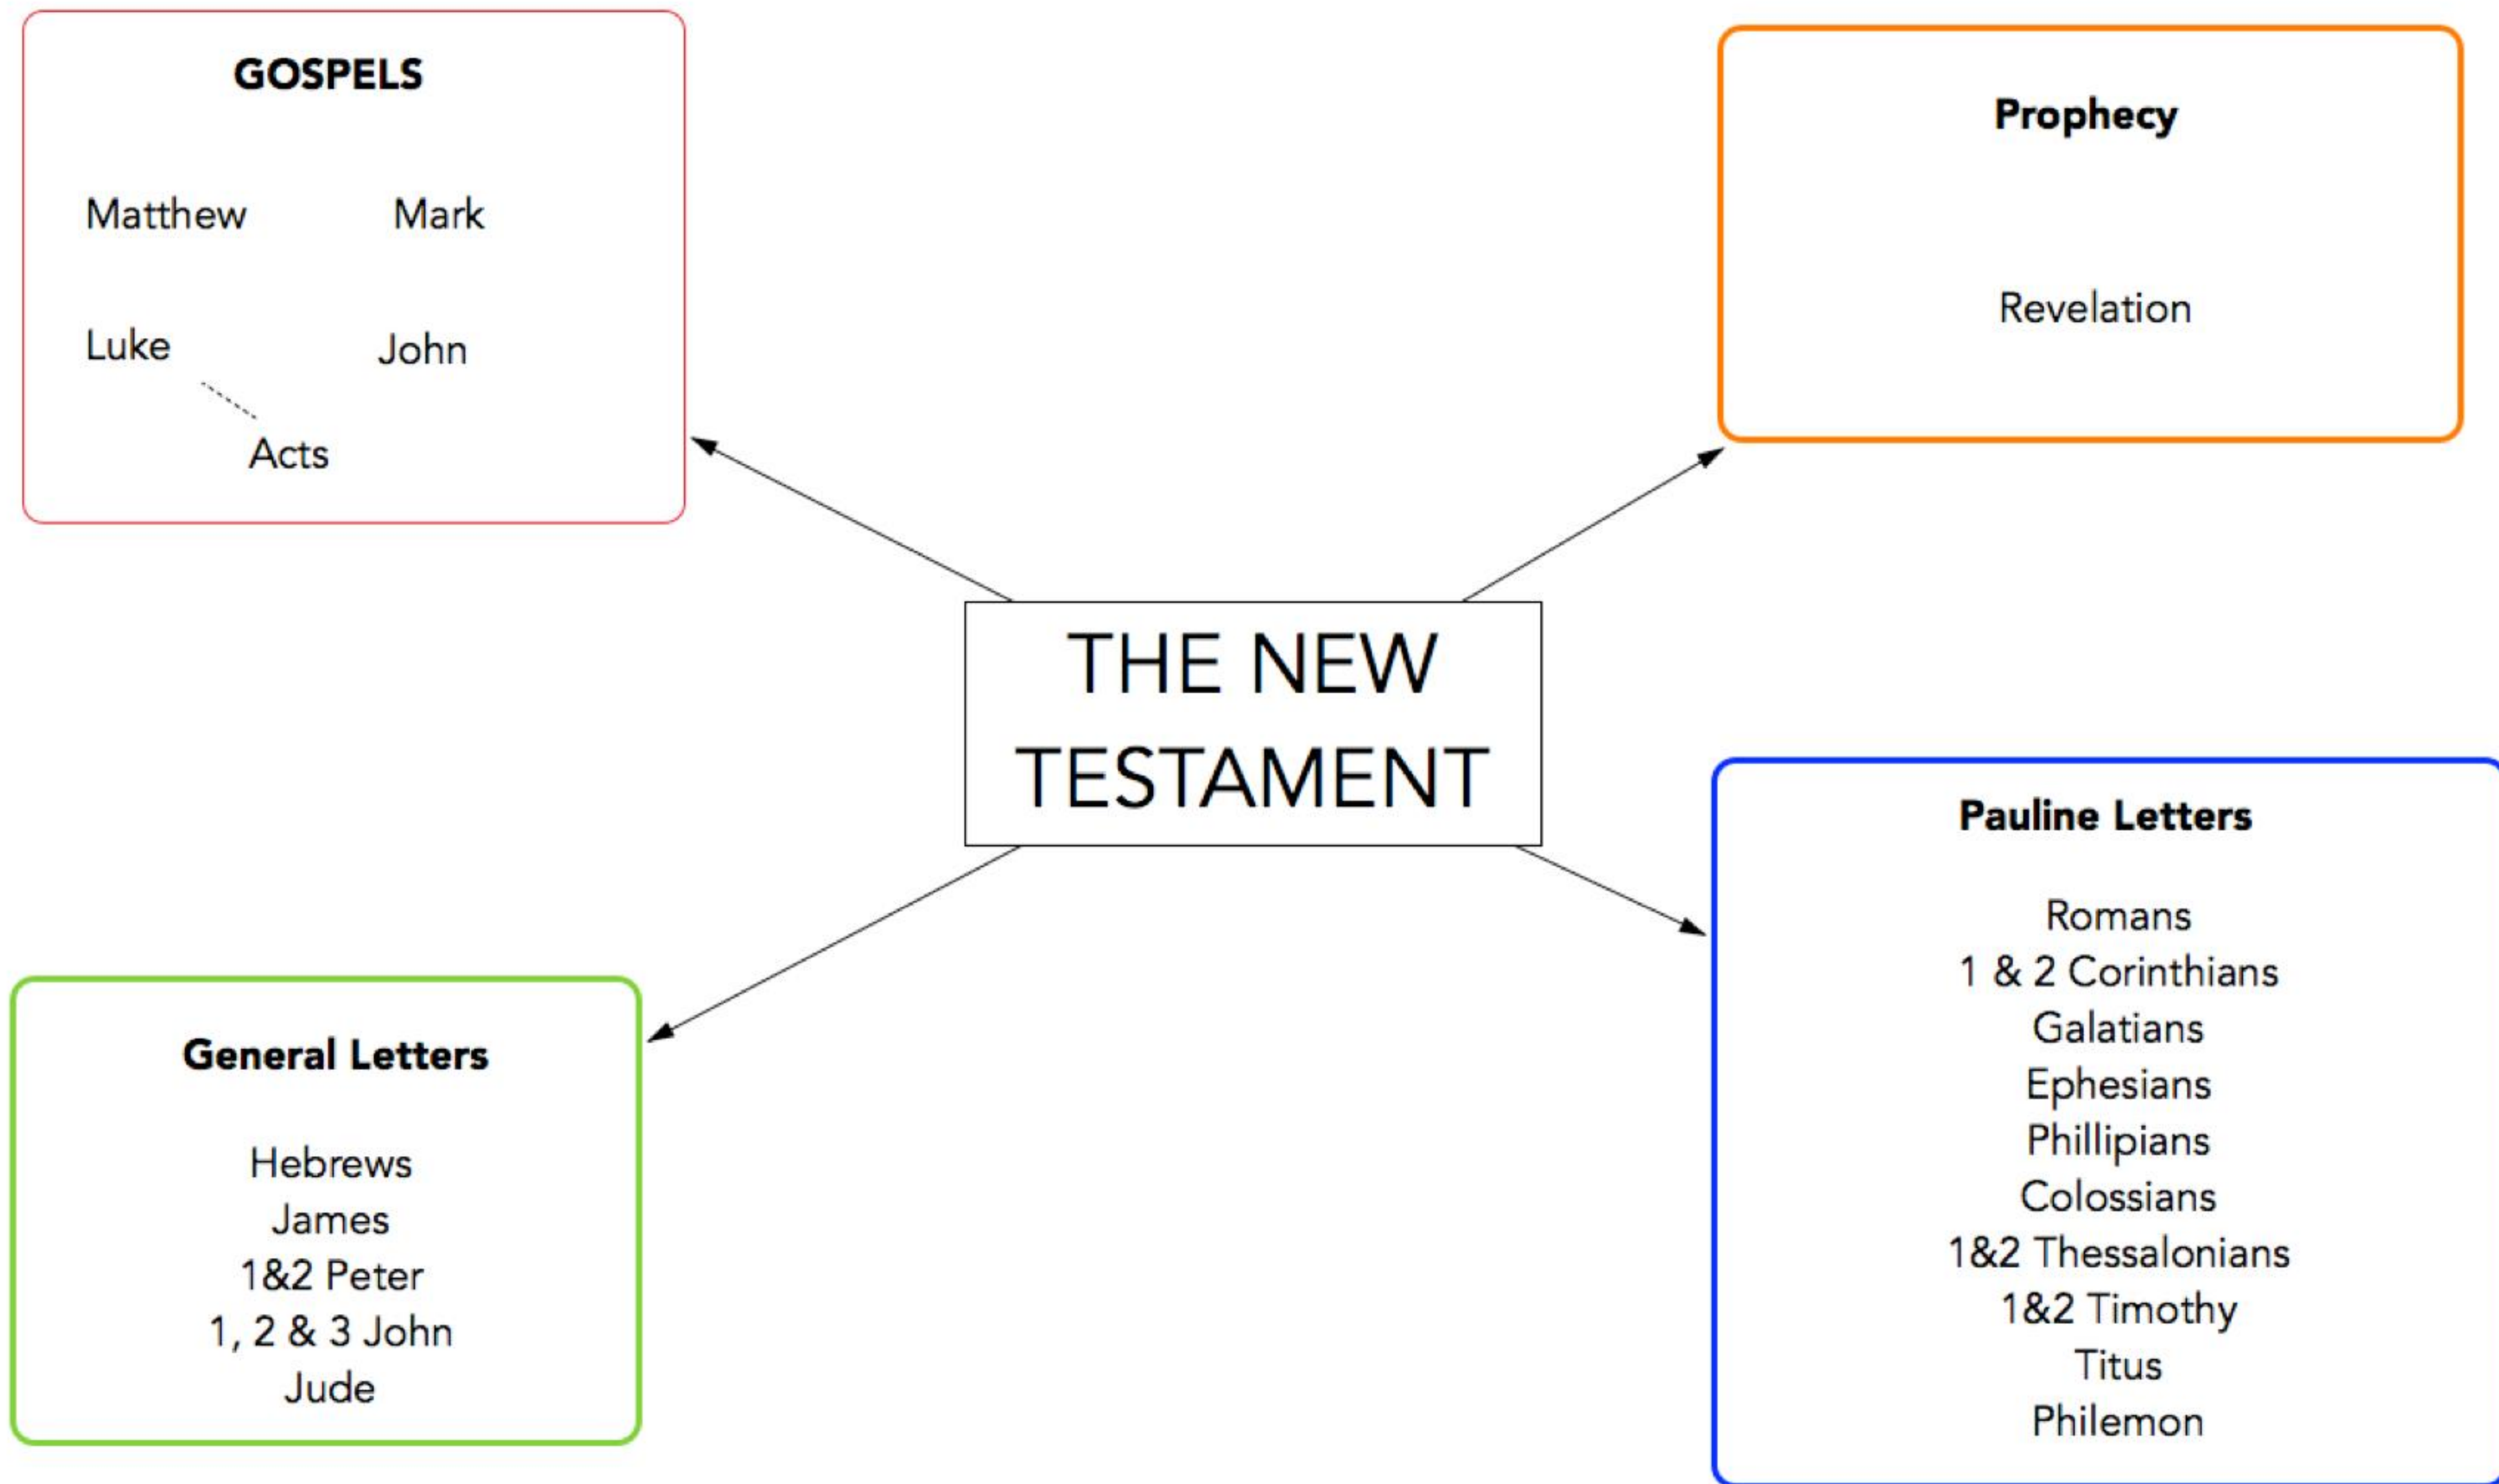 GOSPELS
Matthew Mark
Luke John
Acts
Prophecy
Revelation
THE NEW
TESTAMENT
General Letters
Hebrews
James
1&2 Peter
1, 2 & 3 John
Jude
Pauline Letters
Romans
1 & 2 Corinthians
Galatians
Ephesians
Phillipians
Colossians
1&2 Thessalonians
1&2 Timothy
Titus
Philemon